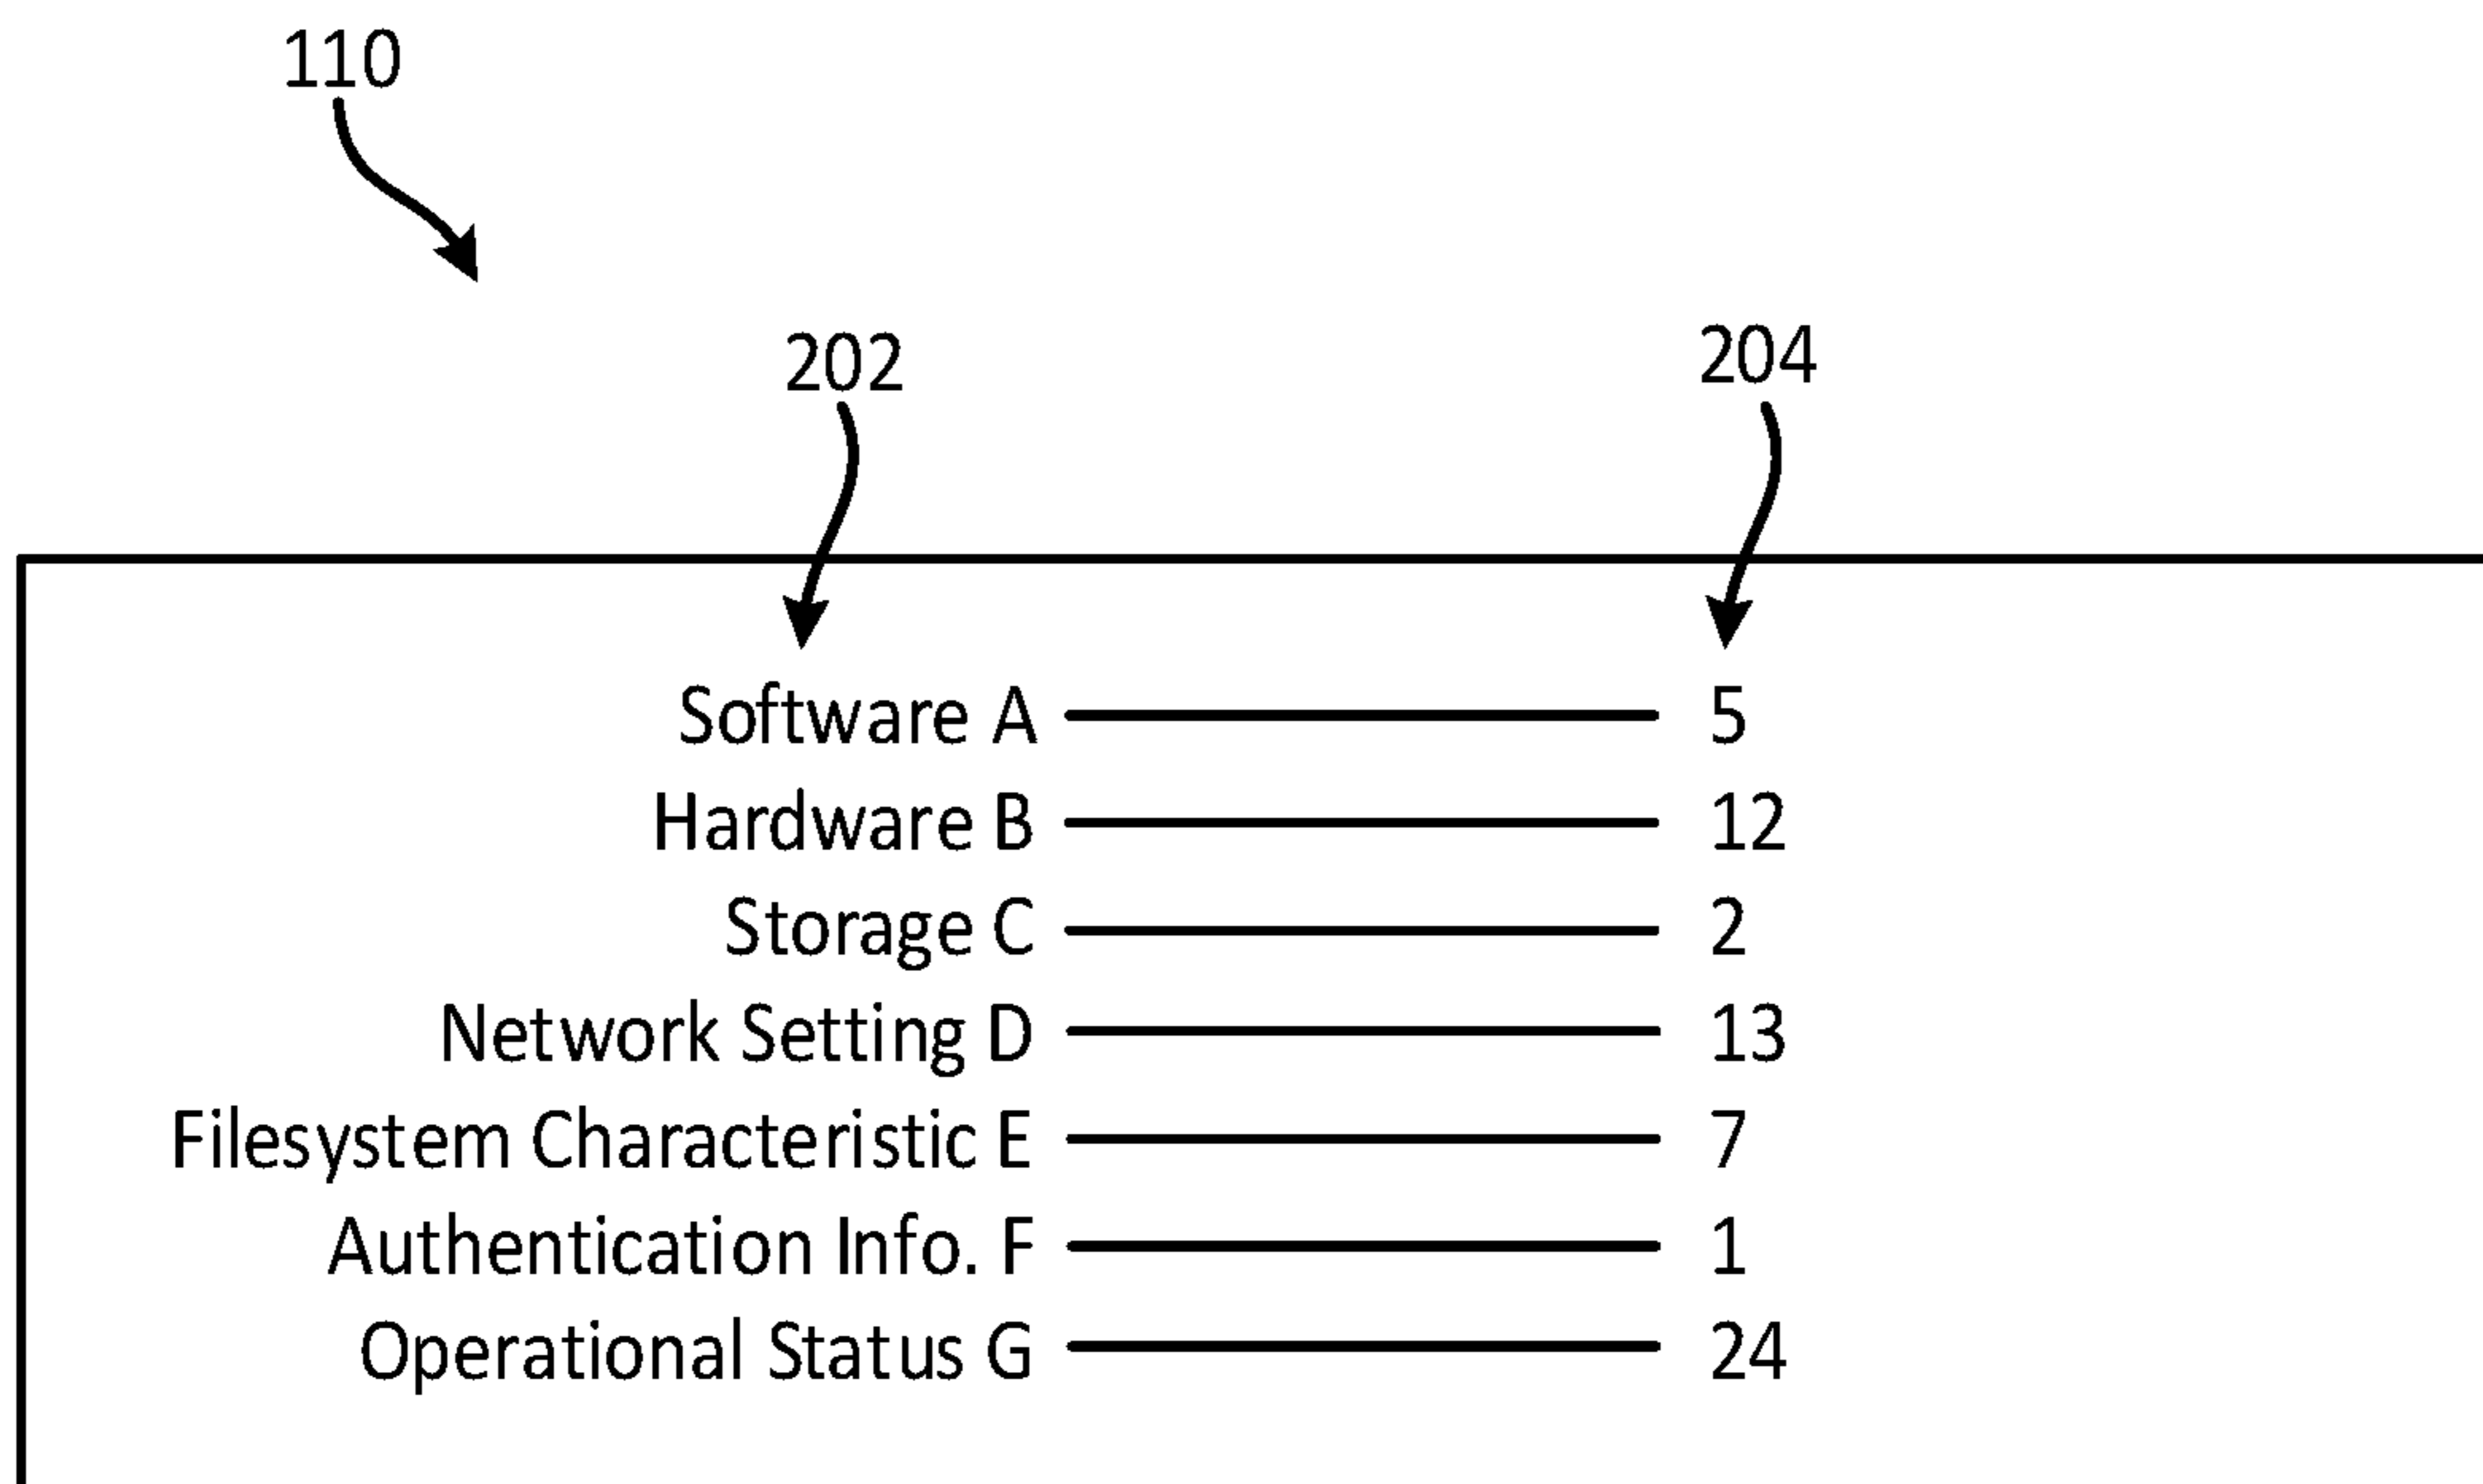 110
202 204
Software A 5
Hardware B 12
Storage C 2
Network Setting D 13
Filesystem Characteristic E 7
Authentication Info. F 1
Operational Status G 24